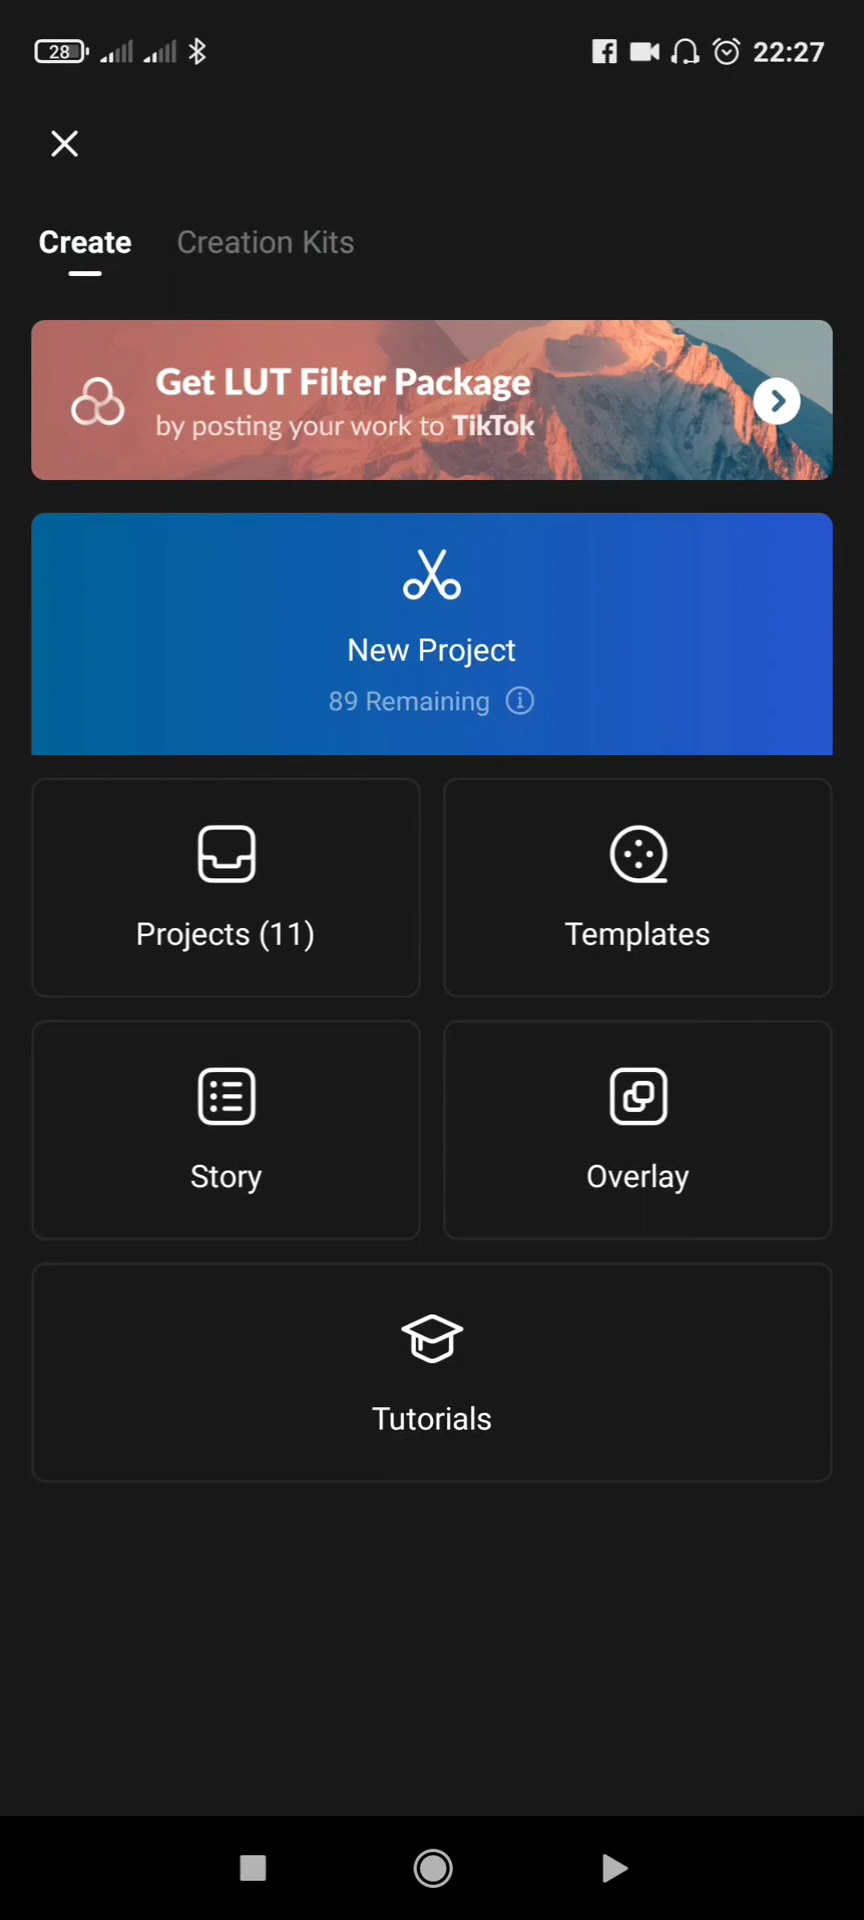 28
22:27
Create
Creation Kits
Get LUT Filter Package
by posting your work to TikTok
New Project
89 Remaining
Projects (11)
Templates
Story
Overlay
Tutorials